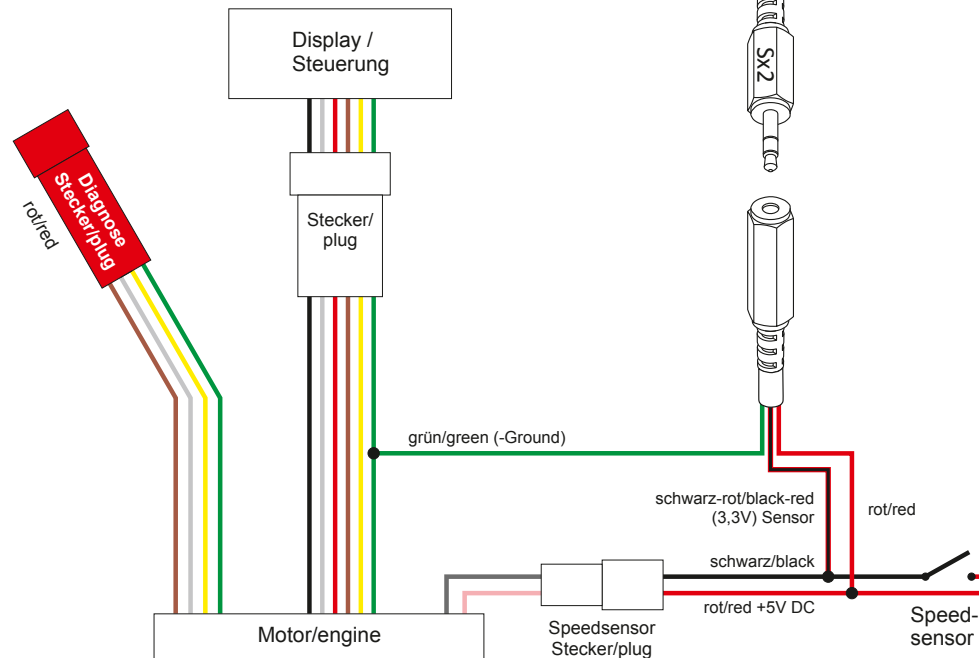 Display /
Steuerung
Sx2
Diagnose
Stecker/plug
rot/red
Stecker/
plug
grün/green (-Ground)
schwarz-rot/black-red
(3,3V) Sensor
rot/red
schwarz/black
rot/red +5V DC
Motor/engine
Speedsensor
Stecker/plug
Speed-
sensor